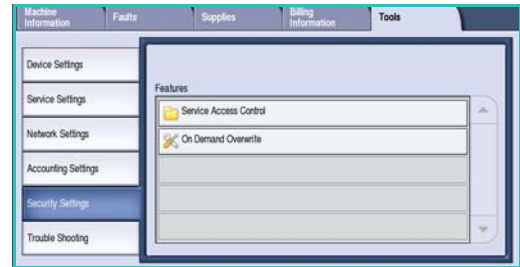 Machine Information
Faults
Supplies
Billing Information
Tools
Device Settings
Service Settings
Network Settings
Accounting Settings
Security Settings
Trouble Shooting
Features
Service Access Control
On Demand Overwrite